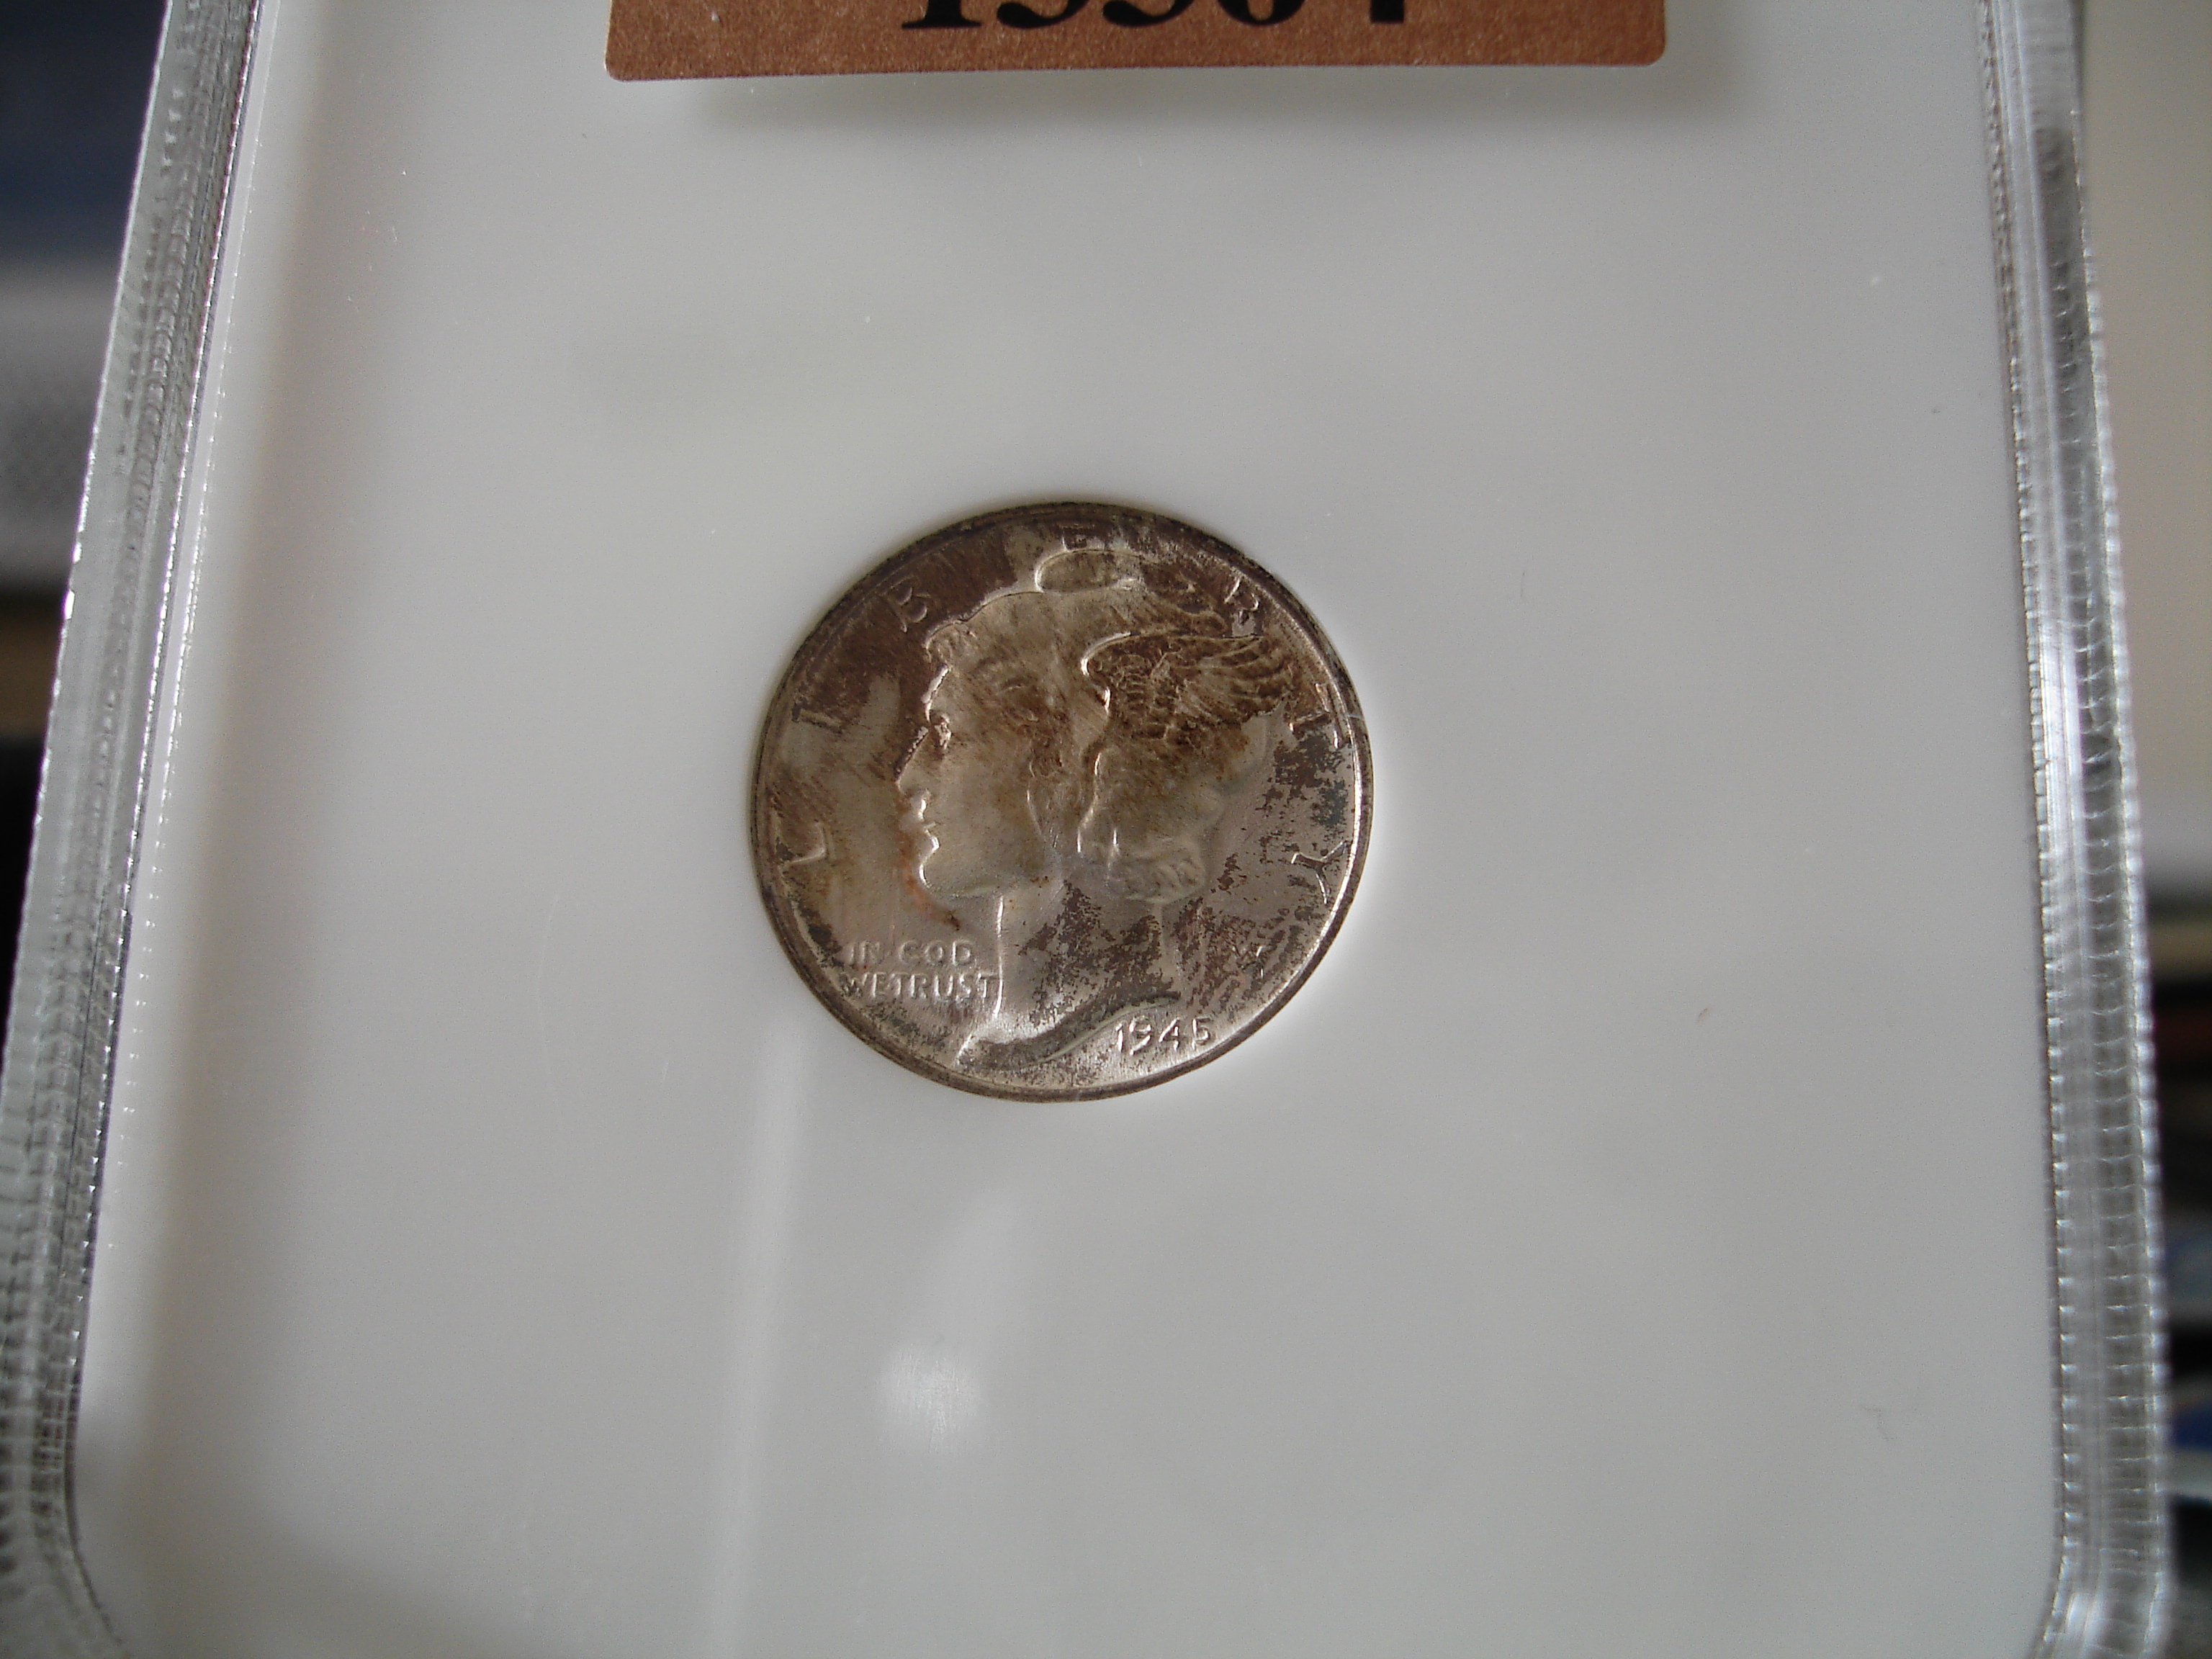 LIBERTY
IN GOD
WE TRUST
1945
W